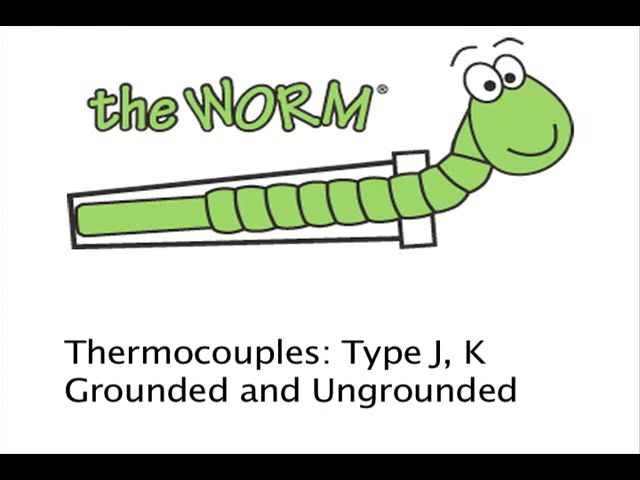 the WORM®
Thermocouples: Type J, K
Grounded and Ungrounded